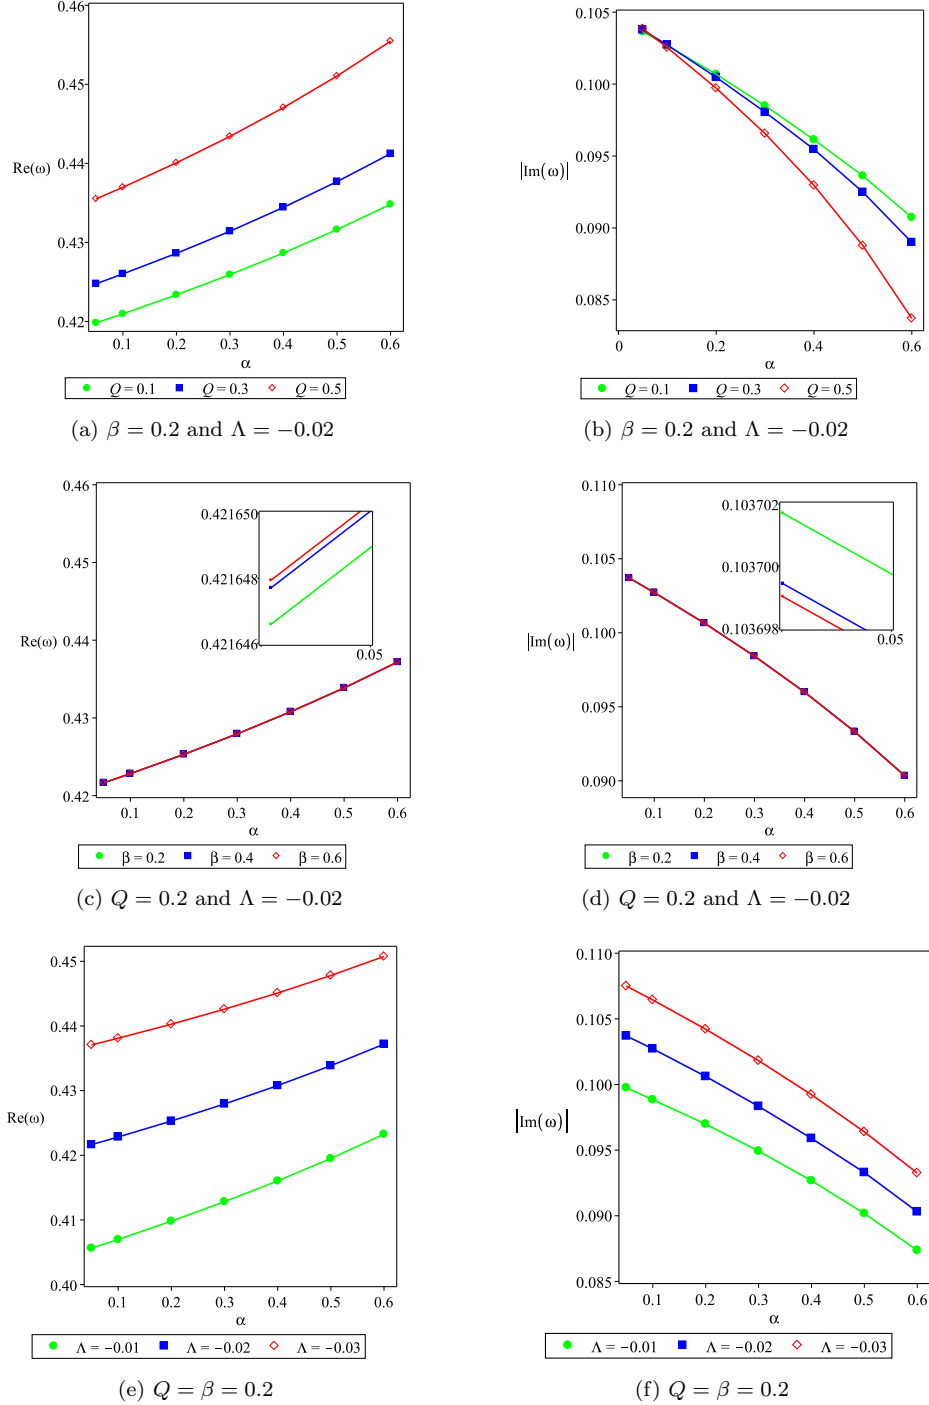 0.46
0.45
0.44
Re(ω)
0.43
0.42
0.1 0.2 0.3 0.4 0.5 0.6
α
Q = 0.1 Q = 0.3 Q = 0.5
(a) β = 0.2 and Λ = −0.02
0.105
0.100
0.095
|Im(ω)|
0.090
0.085
0 0.2 0.3 0.4 0.5 0.6
α
Q = 0.1 Q = 0.3 Q = 0.5
(b) β = 0.2 and Λ = −0.02
0.46
0.45
0.44
Re(ω)
0.43
0.42
0.421650
0.421648
0.421646
0.05
0.1 0.2 0.3 0.4 0.5 0.6
α
β = 0.2 β = 0.4 β = 0.6
(c) Q = 0.2 and Λ = −0.02
0.110
0.105
0.100
|Im(ω)|
0.095
0.090
0.103702
0.103700
0.103698
0.05
0.1 0.2 0.3 0.4 0.5 0.6
α
β = 0.2 β = 0.4 β = 0.6
(d) Q = 0.2 and Λ = −0.02
0.45
0.44
0.43
Re(ω)
0.42
0.41
0.40
0.1 0.2 0.3 0.4 0.5 0.6
α
Λ = −0.01 Λ = −0.02 Λ = −0.03
(e) Q = β = 0.2
0.110
0.105
0.100
|Im(ω)|
0.095
0.090
0.085
0.1 0.2 0.3 0.4 0.5 0.6
α
Λ = −0.01 Λ = −0.02 Λ = −0.03
(f) Q = β = 0.2